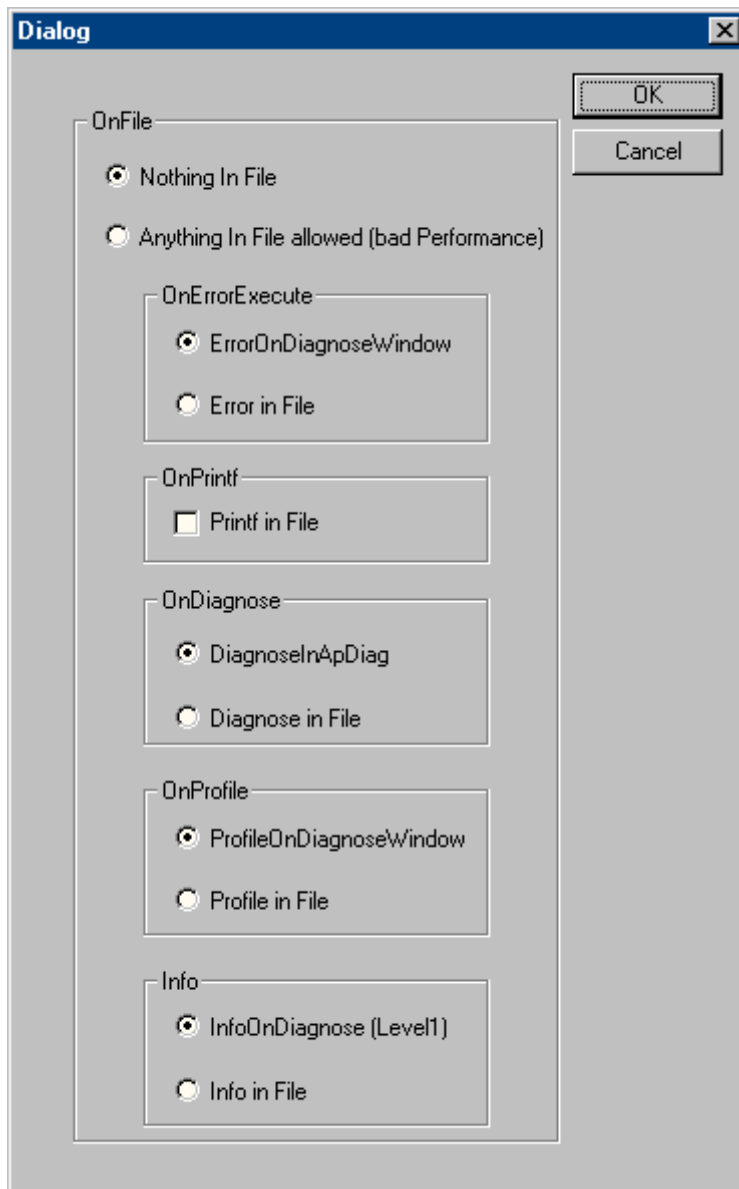 Dialog
OK
Cancel
OnFile
Nothing In File
Anything In File allowed (bad Performance)
OnErrorExecute
ErrorOnDiagnoseWindow
Error in File
OnPrintf
Printf in File
OnDiagnose
DiagnoseInApDiag
Diagnose in File
OnProfile
ProfileOnDiagnoseWindow
Profile in File
Info
InfoOnDiagnose (Level1)
Info in File